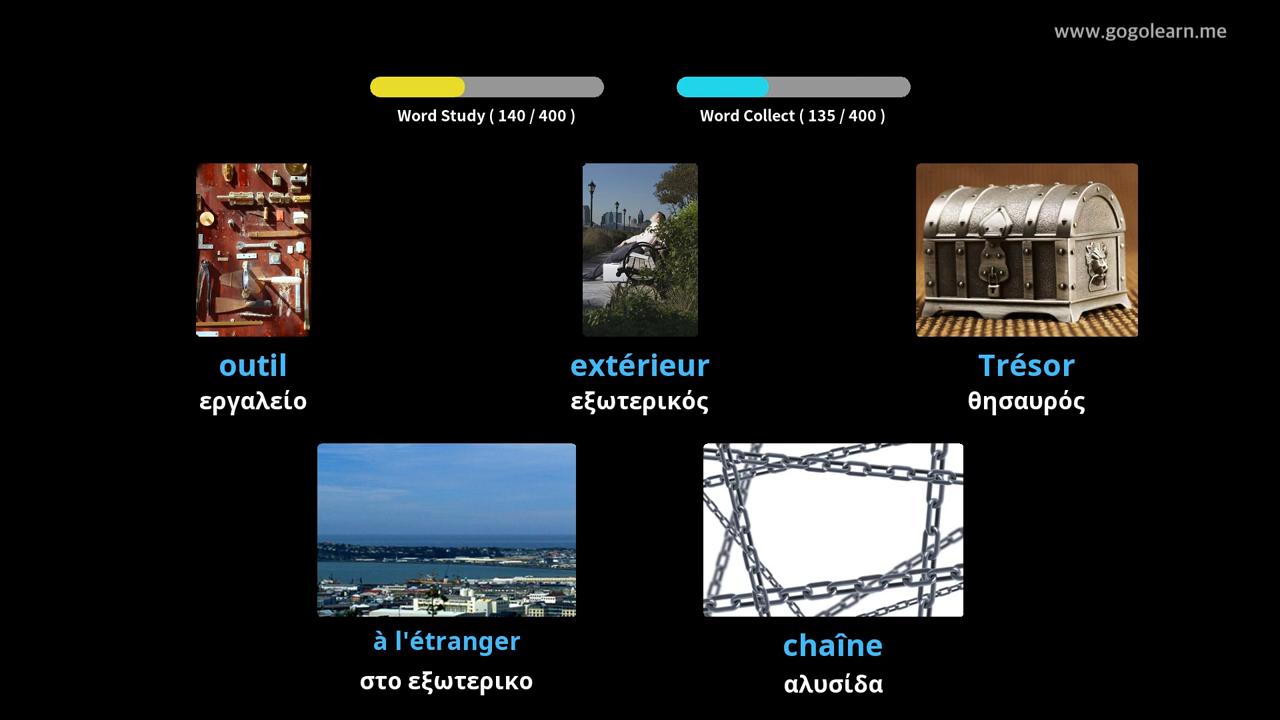 www.gogolearn.me
Word Study ( 140 / 400 )
Word Collect ( 135 / 400 )
outil
εργαλείο
extérieur
εξωτερικός
Trésor
θησαυρός
à l'étranger
στο εξωτερικο
chaîne
αλυσίδα